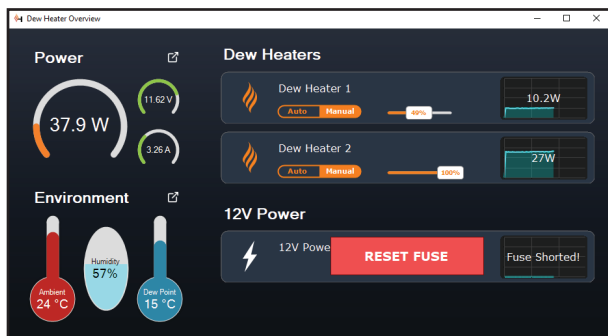 Dew Heater Overview
Power
37.9 W
11.62 V
3.26 A
Environment
Ambient
24 °C
Humidity
57%
Dew Point
15 °C
Dew Heaters
Dew Heater 1
Auto Manual
49%
10.2W
Dew Heater 2
Auto Manual
100%
27W
12V Power
12V Powe
RESET FUSE
Fuse Shorted!